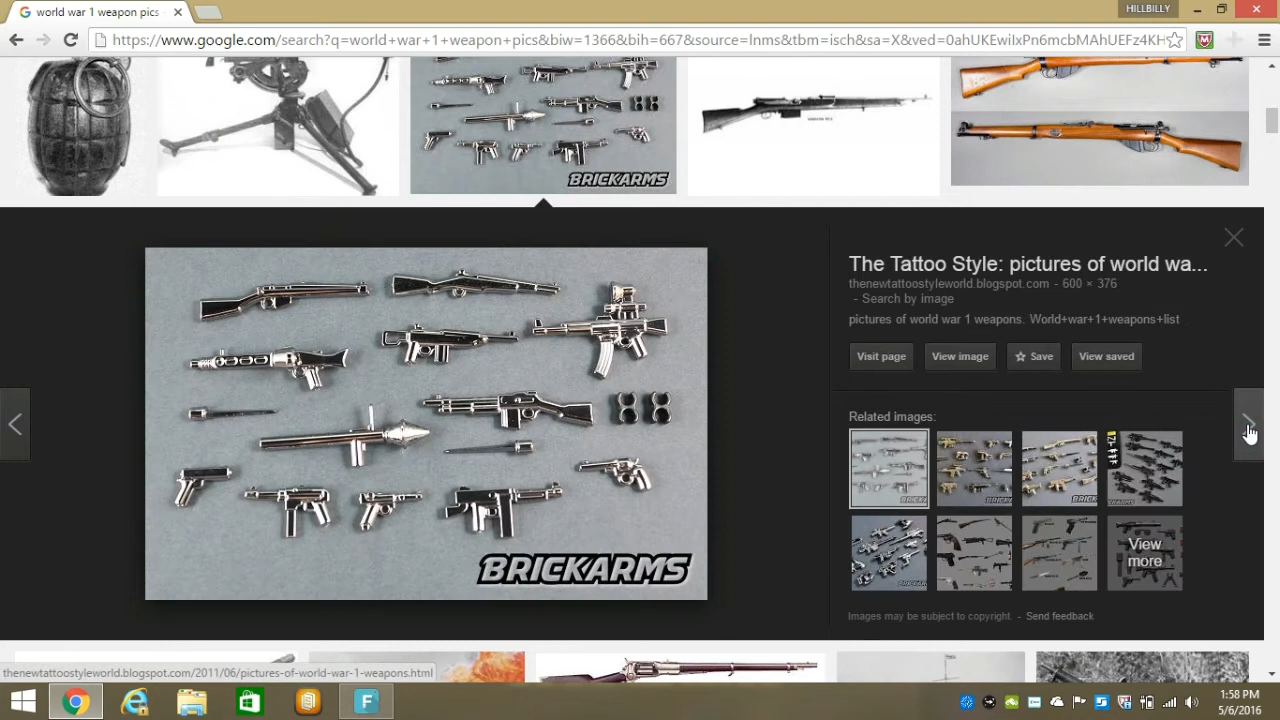 world war 1 weapon pics
HILLBILLY
https://www.google.com/search?q=world+war+1+weapon+pics&biw=1366&bih=667&source=lnms&tbm=isch&sa=X&ved=0ahUKEwiIxPn6mcbMAhUEFz4KH
BRICKARMS
The Tattoo Style: pictures of world wa...
thenewtattoostyleworld.blogspot.com - 600 × 376
- Search by image
pictures of world war 1 weapons. World+war+1+weapons+list
Visit page
View image
Save
View saved
Related images:
BRICKARMS
View more
Images may be subject to copyright. - Send feedback
thenewtattoostyleworld.blogspot.com/2011/06/pictures-of-world-war-1-weapons.html
1:58 PM
5/6/2016